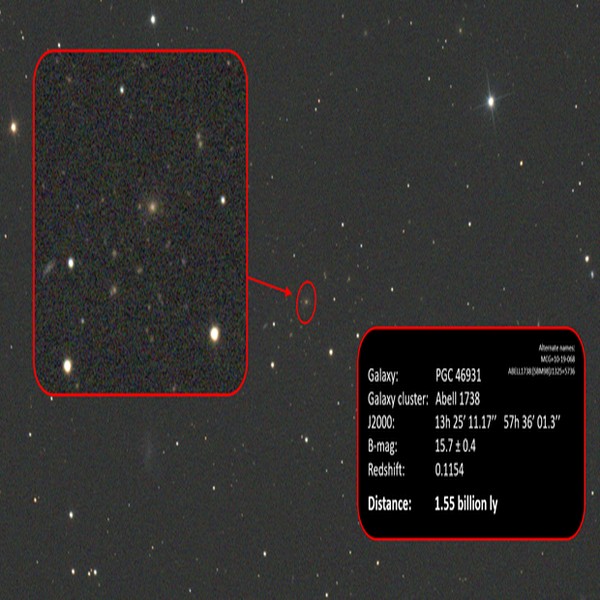 Alternate names:
MCG+10-19-068
ABELL1738:[SBM98]J1325+5736
Galaxy: PGC 46931
Galaxy cluster: Abell 1738
J2000: 13h 25′ 11.17′′ 57h 36′ 01.3′′
B-mag: 15.7 ± 0.4
Redshift: 0.1154
Distance: 1.55 billion ly